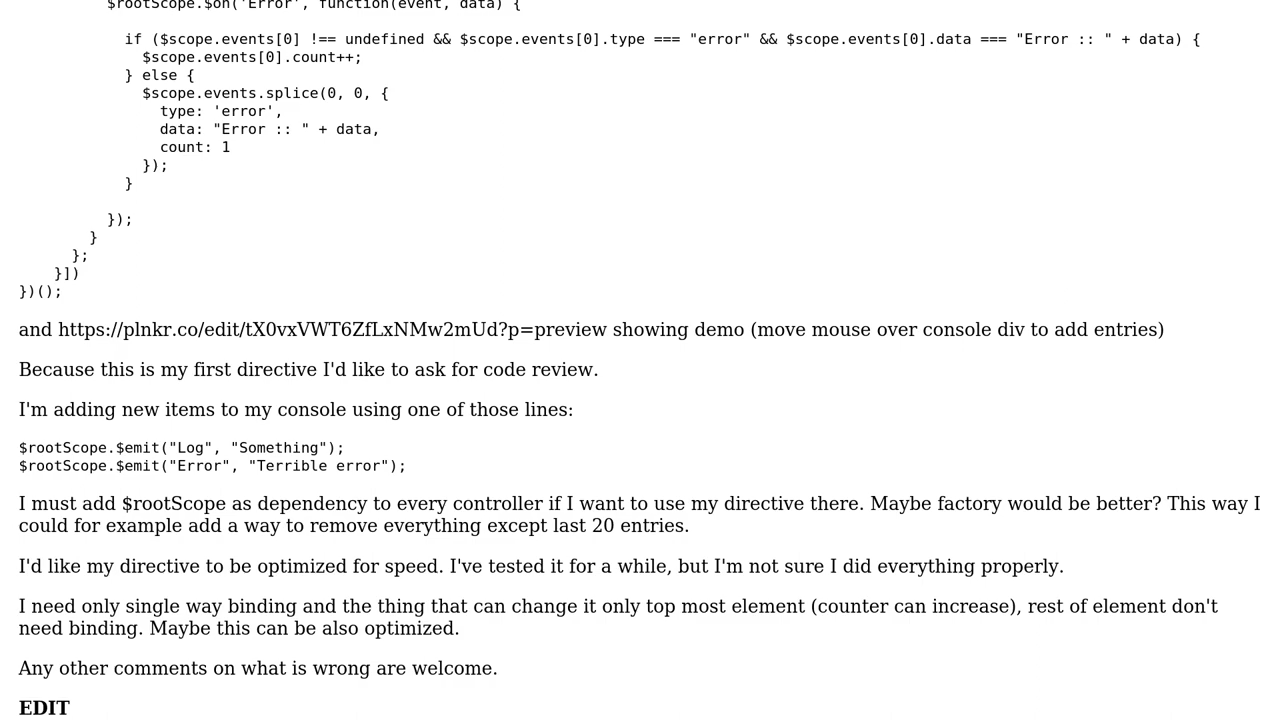 $rootScope.$on('Error', function(event, data) {
if ($scope.events[0] !== undefined && $scope.events[0].type === "error" && $scope.events[0].data === "Error :: " + data) {
$scope.events[0].count++;
} else {
$scope.events.splice(0, 0, {
type: 'error',
data: "Error :: " + data,
count: 1
});
}
});
}
};
}])
})();
and https://plnkr.co/edit/tX0vxVWT6ZfLxNMw2mUd?p=preview showing demo (move mouse over console div to add entries)
Because this is my first directive I'd like to ask for code review.
I'm adding new items to my console using one of those lines:
$rootScope.$emit("Log", "Something");
$rootScope.$emit("Error", "Terrible error");
I must add $rootScope as dependency to every controller if I want to use my directive there. Maybe factory would be better? This way I
could for example add a way to remove everything except last 20 entries.
I'd like my directive to be optimized for speed. I've tested it for a while, but I'm not sure I did everything properly.
I need only single way binding and the thing that can change it only top most element (counter can increase), rest of element don't
need binding. Maybe this can be also optimized.
Any other comments on what is wrong are welcome.
EDIT